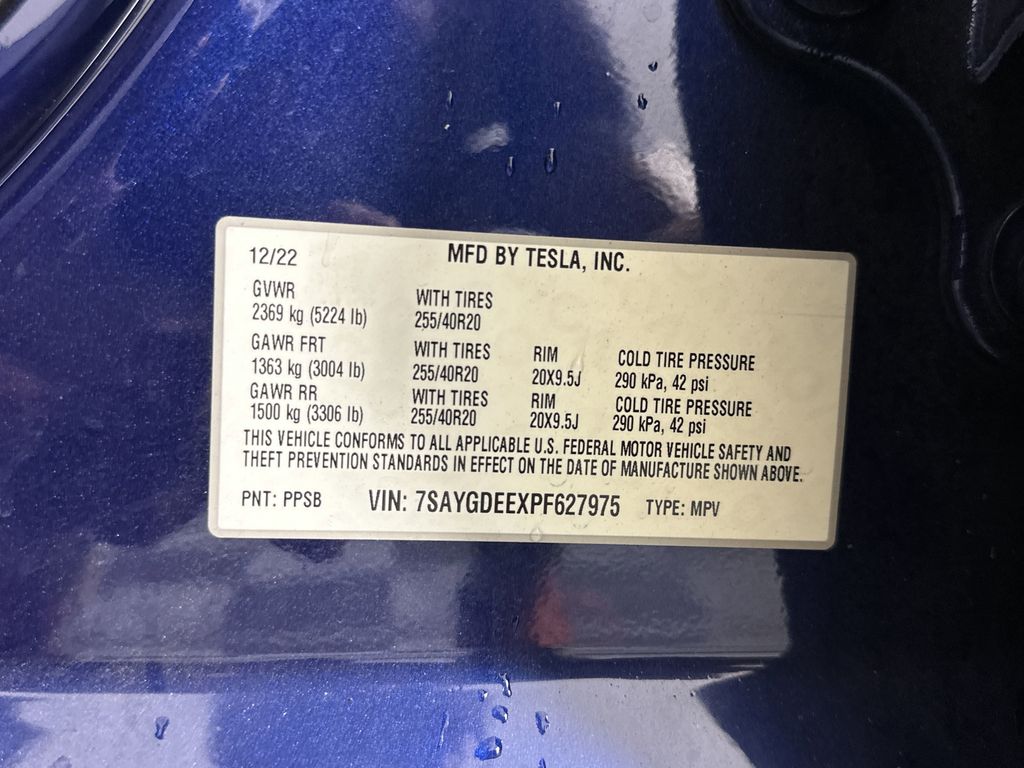 12/22 MFD BY TESLA, INC.
GVWR WITH TIRES
2369 kg (5224 lb) 255/40R20
GAWR FRT WITH TIRES RIM COLD TIRE PRESSURE
1363 kg (3004 lb) 255/40R20 20X9.5J 290 kPa, 42 psi
GAWR RR WITH TIRES RIM COLD TIRE PRESSURE
1500 kg (3306 lb) 255/40R20 20X9.5J 290 kPa, 42 psi
THIS VEHICLE CONFORMS TO ALL APPLICABLE U.S. FEDERAL MOTOR VEHICLE SAFETY AND
THEFT PREVENTION STANDARDS IN EFFECT ON THE DATE OF MANUFACTURE SHOWN ABOVE.
PNT: PPSB VIN: 7SAYGDEEXPF627975 TYPE: MPV